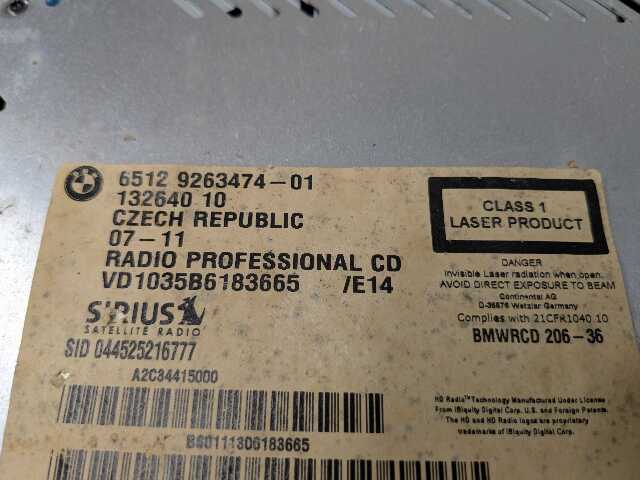 6512 9263474-01
132640 10
CZECH REPUBLIC
07-11
RADIO PROFESSIONAL CD
VD1035B6183665 /E14
SIRIUS
SATELLITE RADIO
SID 044525216777
A2C34415000
BS0111306183665
CLASS 1
LASER PRODUCT
DANGER
Invisible Laser radiation when open.
AVOID DIRECT EXPOSURE TO BEAM
Continental AG
D-35576 Wetzlar Germany
Complies with 21CFR1040.10
BMWRCD 206-36
HD Radio™Technology Manufactured Under License
From iBiquity Digital Corp. U.S. and Foreign Patents.
The HD Radio and HD Radio logos are proprietary
trademarks of iBiquity Digital Corp.